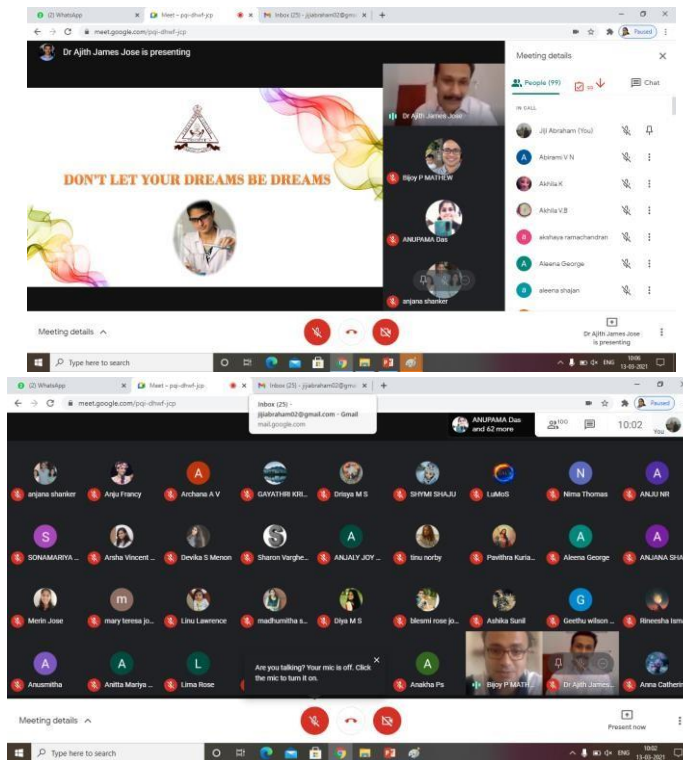 (2) WhatsApp
Meet – pqi-dhwf-jcp
Inbox (25) - jijiabraham02@gmai
meet.google.com/pqi-dhwf-jcp
Paused
Dr Ajith James Jose is presenting
DON'T LET YOUR DREAMS BE DREAMS
Dr Ajith James Jose
Bijoy P MATHEW
ANUPAMA Das
anjana shanker
Meeting details
People (99)
Chat
IN CALL
Jiji Abraham (You)
A Abirami V N
Akhila.K
Akhila V.B
a akshaya ramachandran
A Aleena George
a aleena shajan
Meeting details
Dr Ajith James Jose
is presenting
Type here to search
ENG
10:06
13-03-2021
(2) WhatsApp
Meet – pqi-dhwf-jcp
Inbox (25) - jijiabraham02@gmai
meet.google.com/pqi-dhwf-jcp
Paused
Inbox (25) -
jijiabraham02@gmail.com - Gmail
mail.google.com
ANUPAMA Das
and 62 more
100
10:02
You
A N A
anjana shanker Anju Francy Archana A V GAYATHRI KRI... Drisya M S SHYMI SHAJU LuMoS Nima Thomas ANJU NR
S S A A A
SONAMARIYA ... Arsha Vincent ... Devika S Menon Sharon Varghe... ANJALY JOY ... tinu norby Pavithra Kuria... Aleena George ANJANA SHA
m G
Merin Jose mary teresa jo... Linu Lawrence madhumitha s... Diya M S blesmi rose jo... Ashika Sunil Geethu wilson ... Rineesha Ism
A A L A
Anusmitha Anitta Mariya ... Lima Rose Anakha Ps Bijoy P MATH... Dr Ajith James... Anna Catherin
Are you talking? Your mic is off. Click
the mic to turn it on.
Meeting details
Present now
Type here to search
ENG
10:02
13-03-2021